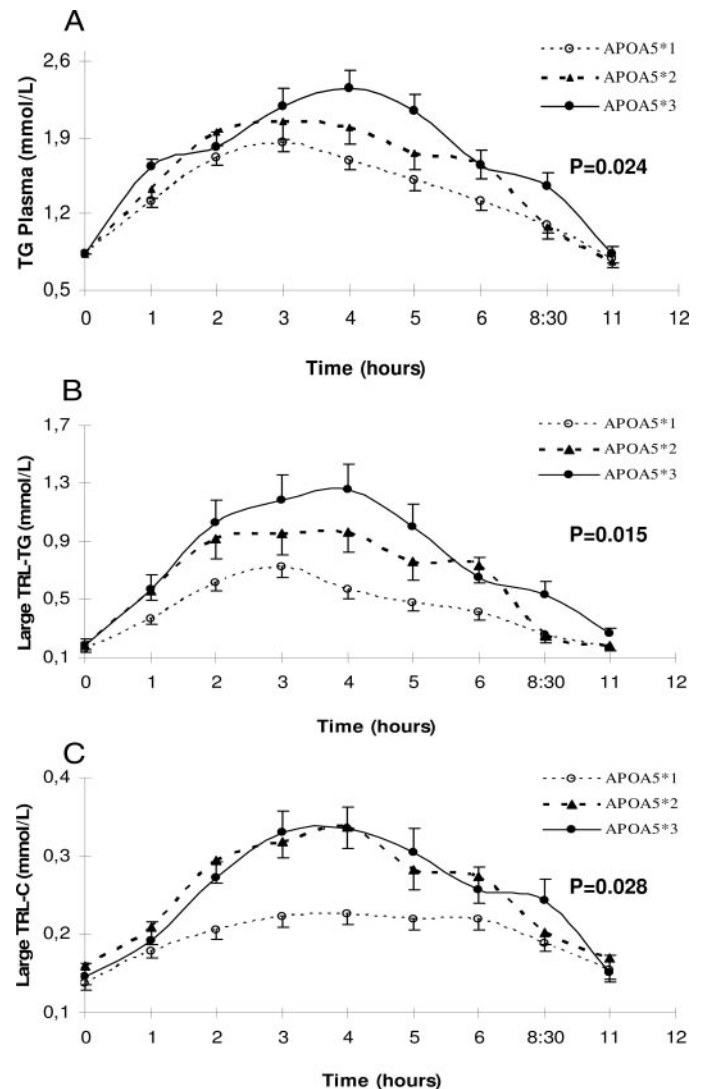 A
TG Plasma (mmol/L)
2,6
1,9
1,2
0,5
APOA5*1
APOA5*2
APOA5*3
P=0.024
0 1 2 3 4 5 6 8:30 11 12
Time (hours)
B
Large TRL-TG (mmol/L)
1,7
1,3
0,9
0,5
0,1
APOA5*1
APOA5*2
APOA5*3
P=0.015
0 1 2 3 4 5 6 8:30 11 12
Time (hours)
C
Large TRL-C (mmol/L)
0,4
0,3
0,2
0,1
APOA5*1
APOA5*2
APOA5*3
P=0.028
0 1 2 3 4 5 6 8:30 11 12
Time (hours)